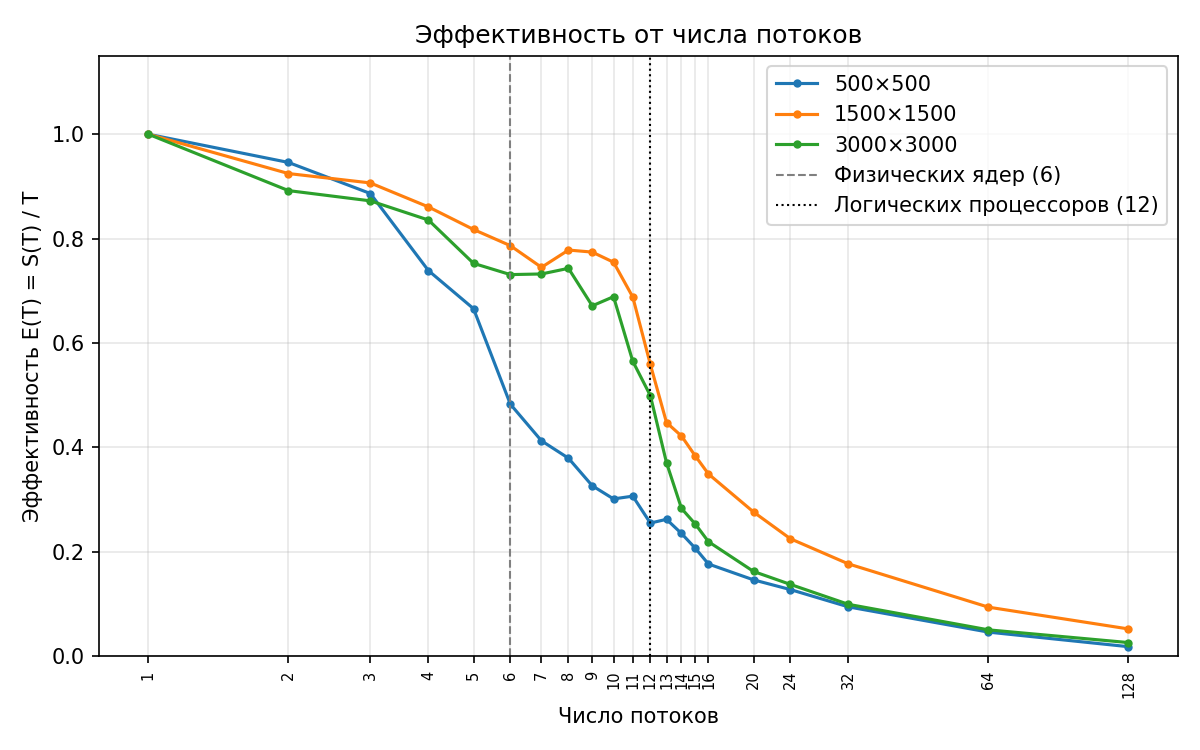 Эффективность от числа потоков
500×500
1500×1500
3000×3000
Физических ядер (6)
Логических процессоров (12)
Эффективность E(T) = S(T) / T
1.0
0.8
0.6
0.4
0.2
0.0
1 2 3 4 5 6 7 8 9 10 11 12 13 14 15 16 20 24 32 64 128
Число потоков